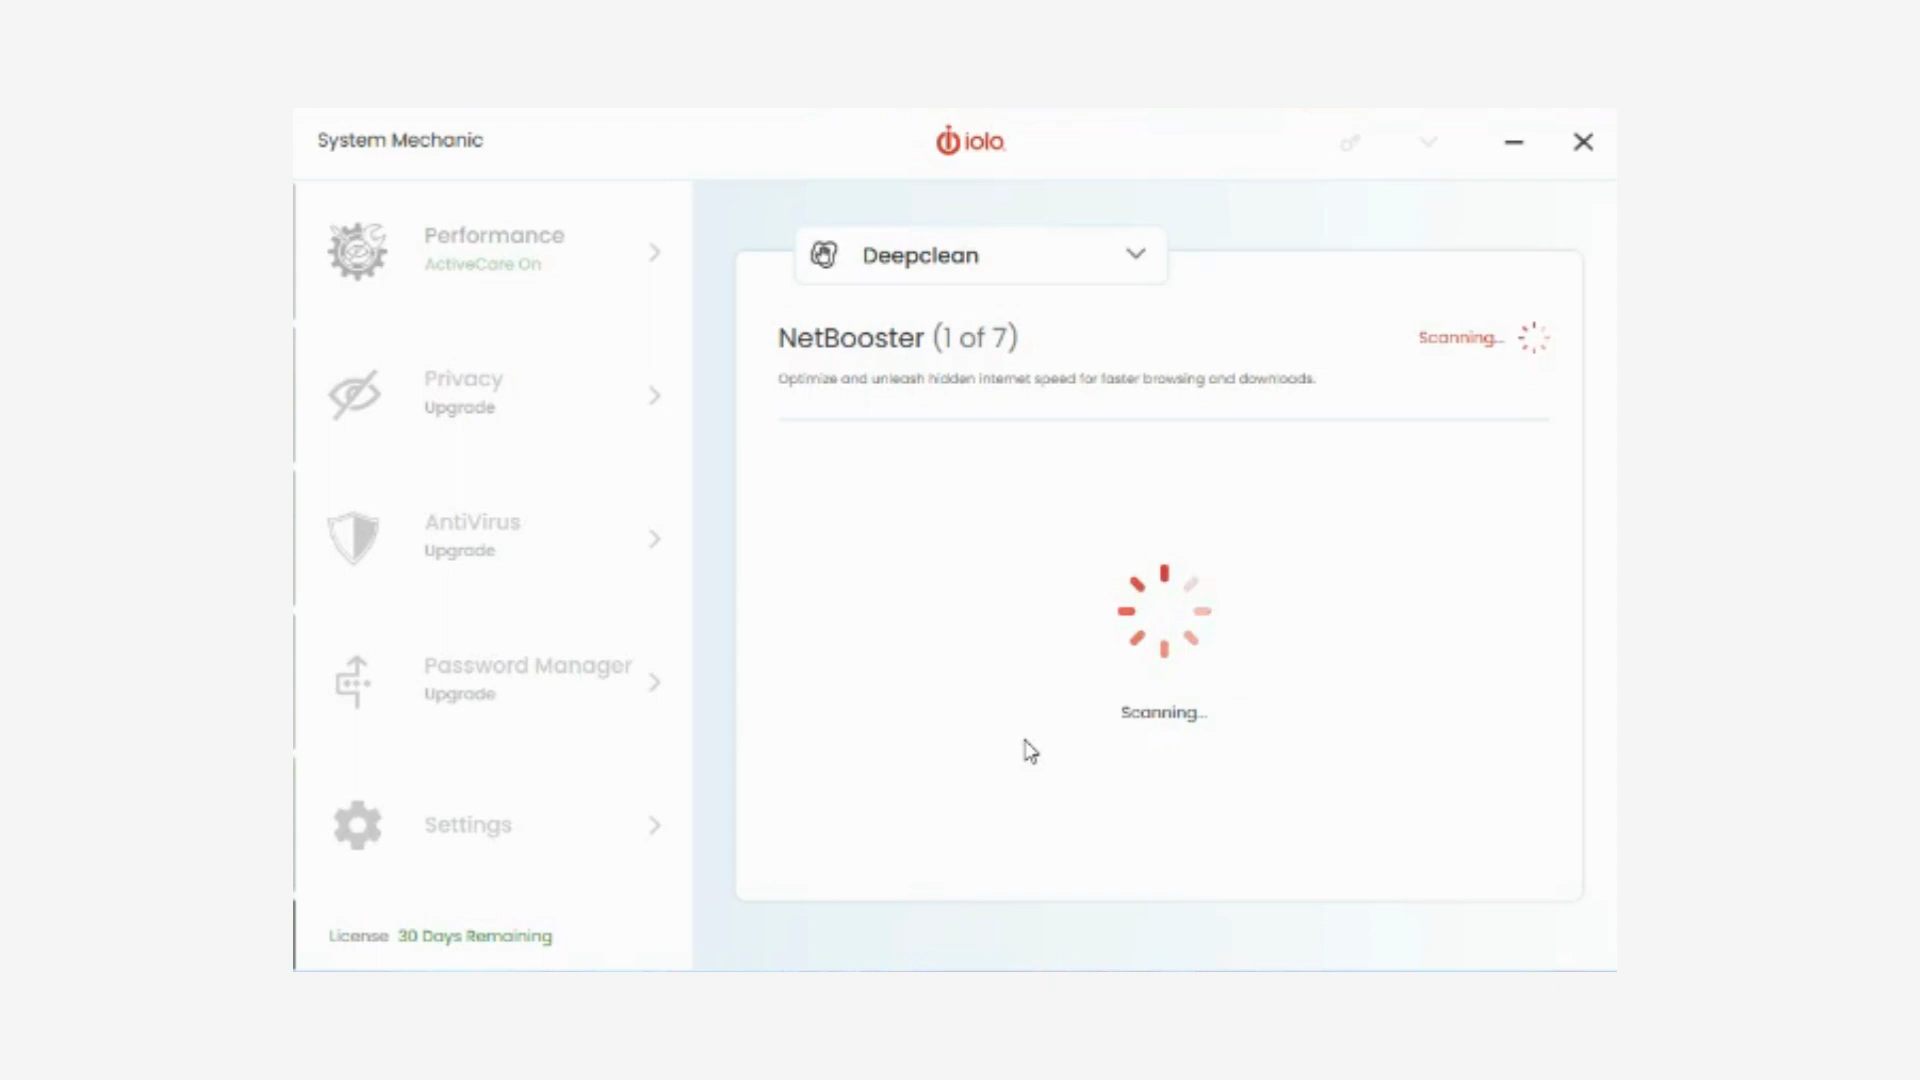 System Mechanic
iolo
Performance
ActiveCare On
Privacy
Upgrade
AntiVirus
Upgrade
Password Manager
Upgrade
Settings
License 30 Days Remaining
Deepclean
NetBooster (1 of 7)
Scanning...
Optimize and unleash hidden internet speed for faster browsing and downloads.
Scanning...